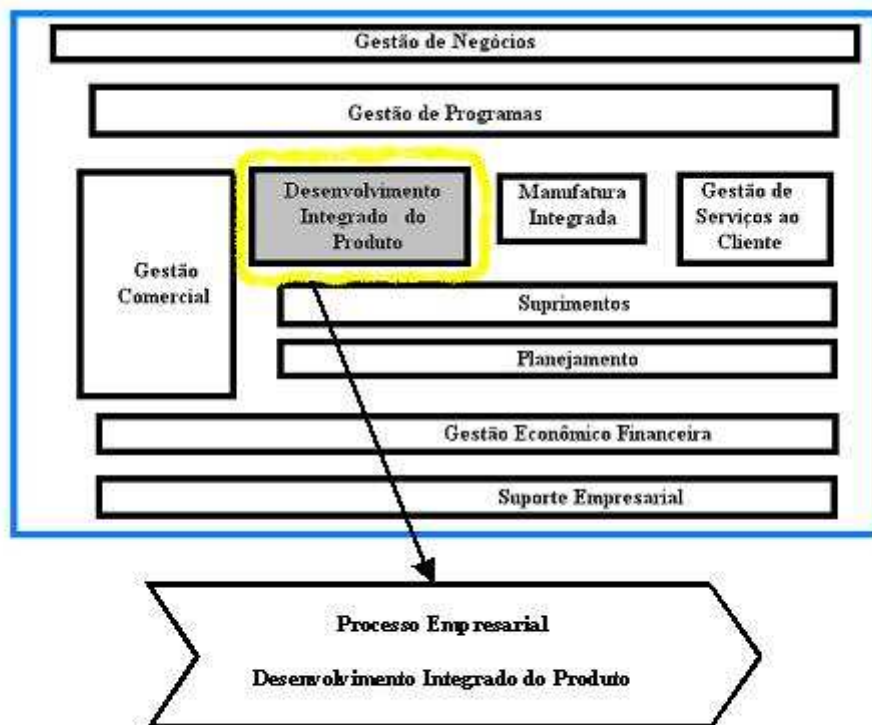 Gestão de Negócios
Gestão de Programas
Gestão
Comercial
Desenvolvimento
Integrado do
Produto
Manufatura
Integrada
Gestão de
Serviços ao
Cliente
Suprimentos
Planejamento
Gestão Econômico Financeira
Suporte Empresarial
Processo Empresarial
Desenvolvimento Integrado do Produto